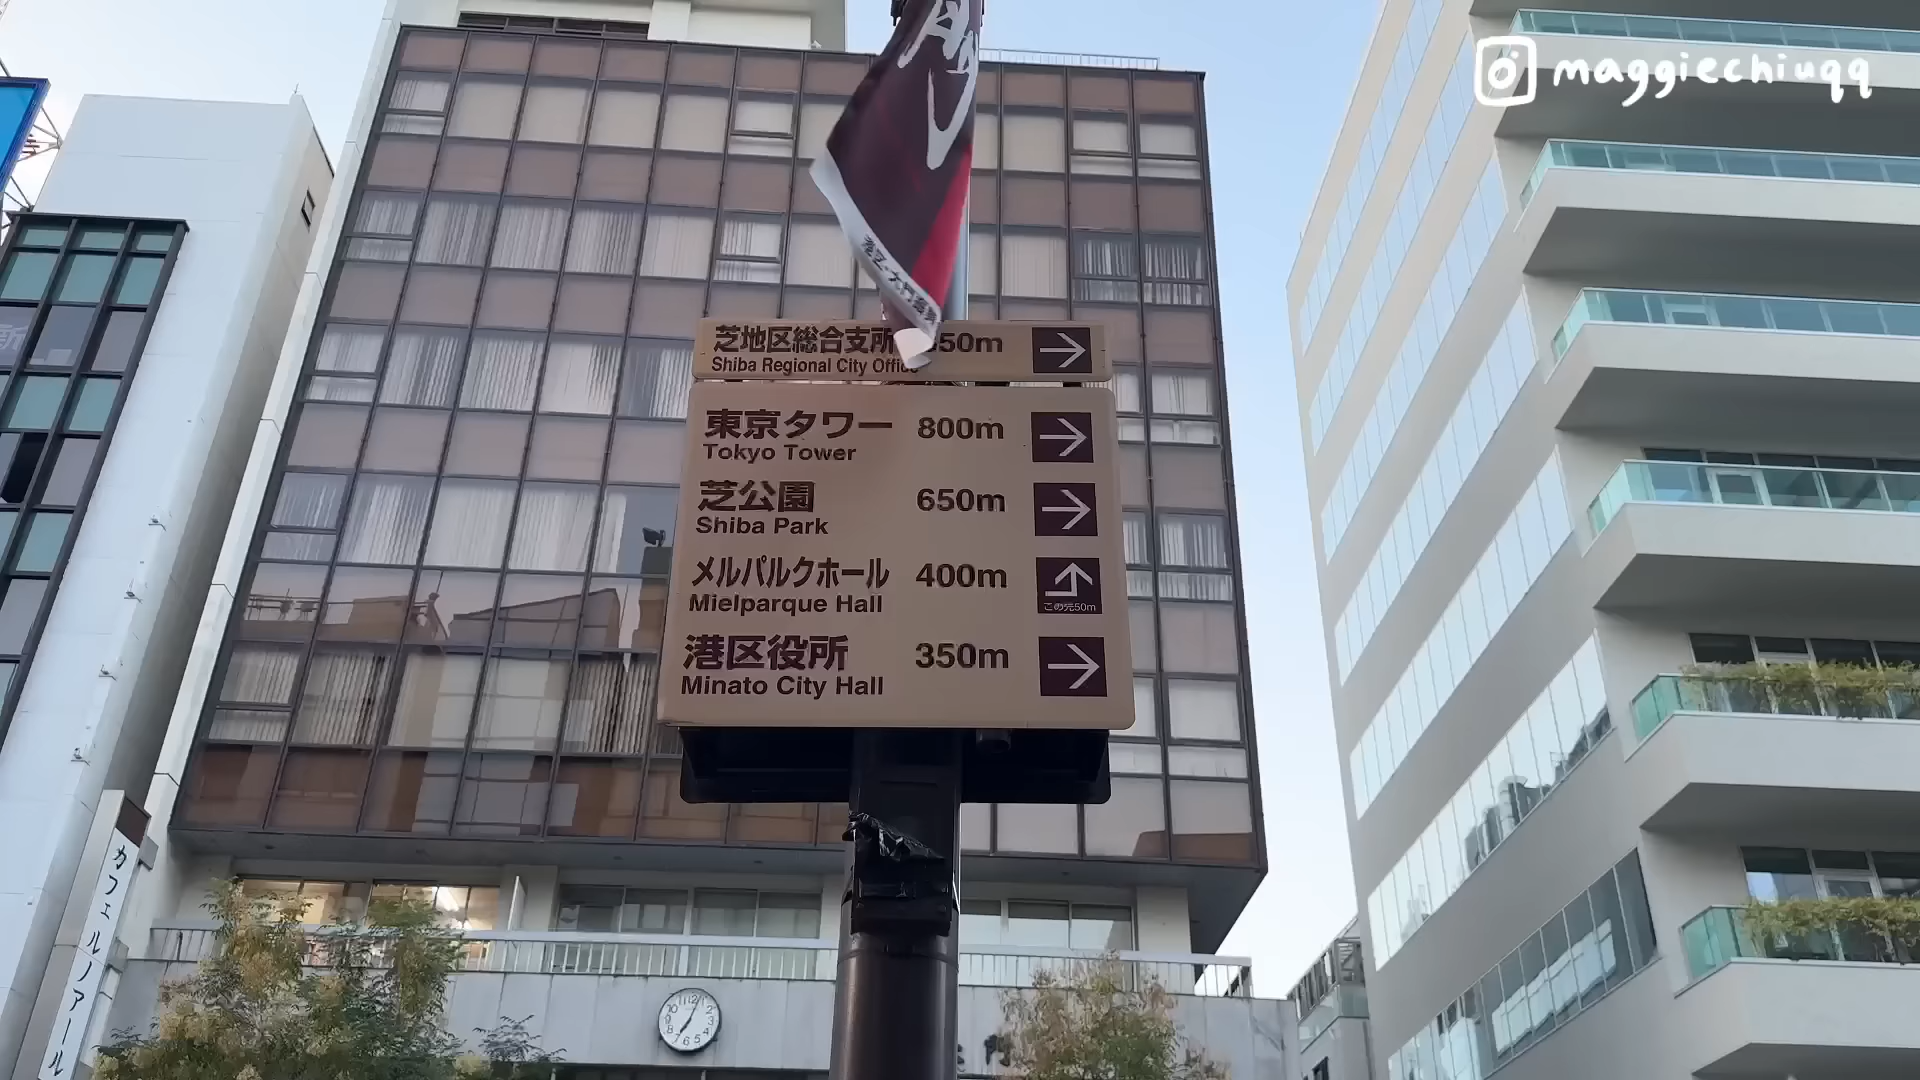 maggiechiuqq
芝地区総合支所 50m
Shiba Regional City Office
東京タワー 800m
Tokyo Tower
芝公園 650m
Shiba Park
メルパルクホール 400m
Mielparque Hall
この先50m
港区役所 350m
Minato City Hall
カフェルノアール